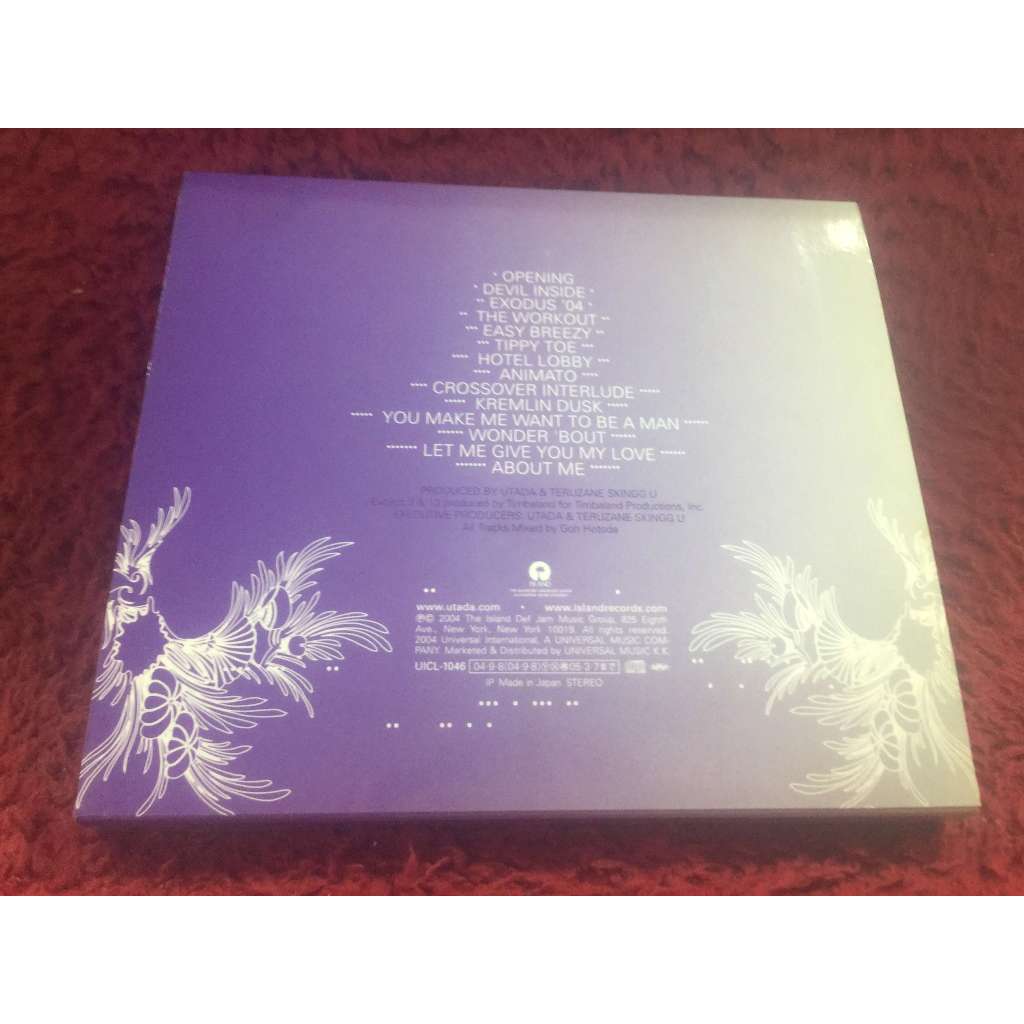 OPENING
DEVIL INSIDE
EXODUS '04
THE WORKOUT
EASY BREEZY
TIPPY TOE
HOTEL LOBBY
ANIMATO
CROSSOVER INTERLUDE
KREMLIN DUSK
YOU MAKE ME WANT TO BE A MAN
WONDER 'BOUT
LET ME GIVE YOU MY LOVE
ABOUT ME
PRODUCED BY UTADA & TERUZANE SKINGG U
produced by Timbaland for Timbaland Productions, Inc.
EXECUTIVE PRODUCERS: UTADA & TERUZANE SKINGG U
All Tracks Mixed by Goh Hotoda
ISLAND
www.utada.com • www.islandrecords.com
℗© 2004 The Island Def Jam Music Group, 825 Eighth
Ave., New York, New York 10019. All rights reserved.
2004 Universal International, A UNIVERSAL MUSIC COM-
PANY. Marketed & Distributed by UNIVERSAL MUSIC K.K.
UICL-1046
IP Made in Japan STEREO